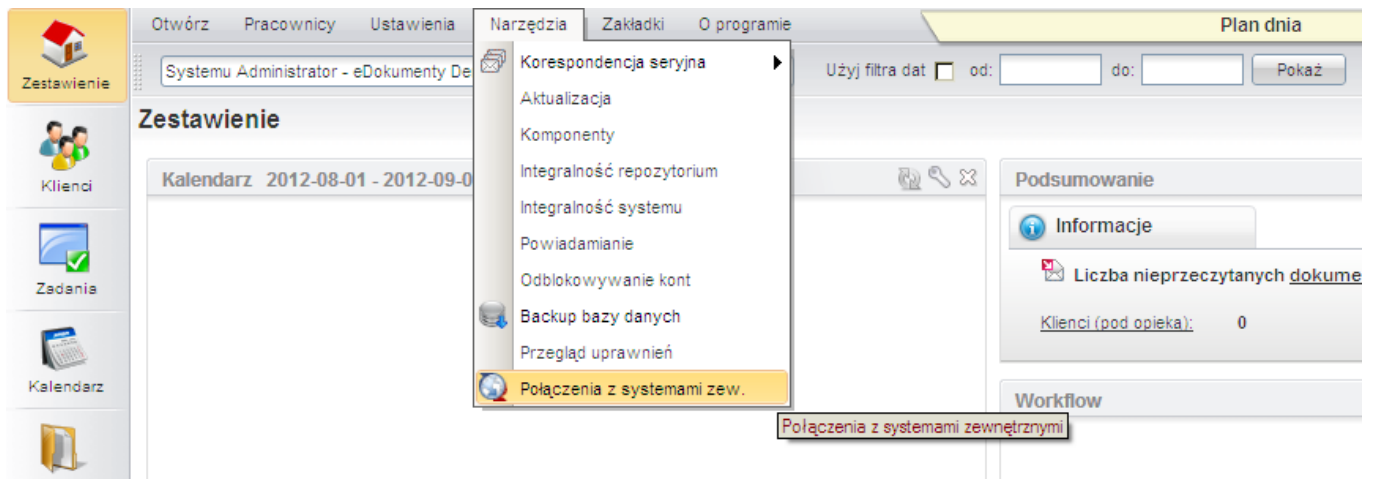 Otwórz Pracownicy Ustawienia Narzędzia Zakładki O programie Plan dnia
Systemu Administrator - eDokumenty De Użyj filtra dat od: do: Pokaż
Zestawienie
Zestawienie
Klienci
Zadania
Kalendarz
Korespondencja seryjna
Aktualizacja
Komponenty
Integralność repozytorium
Integralność systemu
Powiadamianie
Odblokowywanie kont
Backup bazy danych
Przegląd uprawnień
Połączenia z systemami zew.
Połączenia z systemami zewnętrznymi
Kalendarz 2012-08-01 - 2012-09-0
Podsumowanie
Informacje
Liczba nieprzeczytanych dokume
Klienci (pod opieka): 0
Workflow